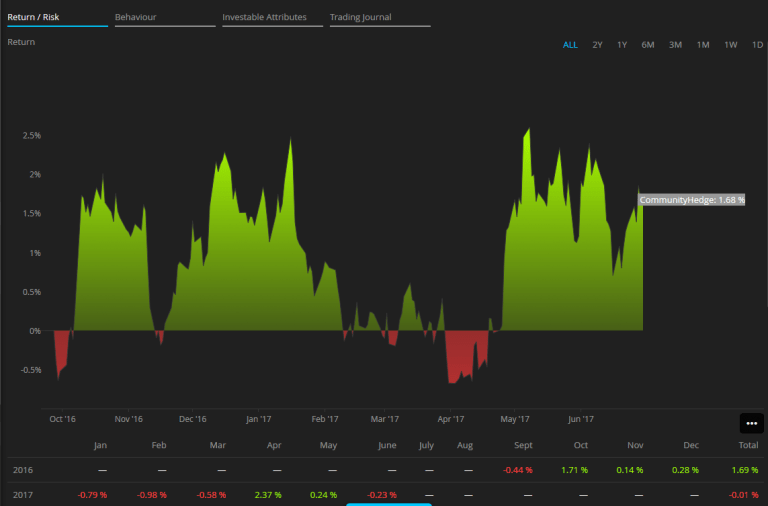 Return / Risk Behaviour Investable Attributes Trading Journal
Return ALL 2Y 1Y 6M 3M 1M 1W 1D
2.5%
2%
1.5%
CommunityHedge: 1.68 %
1%
0.5%
0%
-0.5%
Oct '16 Nov '16 Dec '16 Jan '17 Feb '17 Mar '17 Apr '17 May '17 Jun '17
Jan Feb Mar Apr May June July Aug Sept Oct Nov Dec Total
2016 — — — — — — — — -0.44 % 1.71 % 0.14 % 0.28 % 1.69 %
2017 -0.79 % -0.98 % -0.58 % 2.37 % 0.24 % -0.23 % — — — — — — -0.01 %